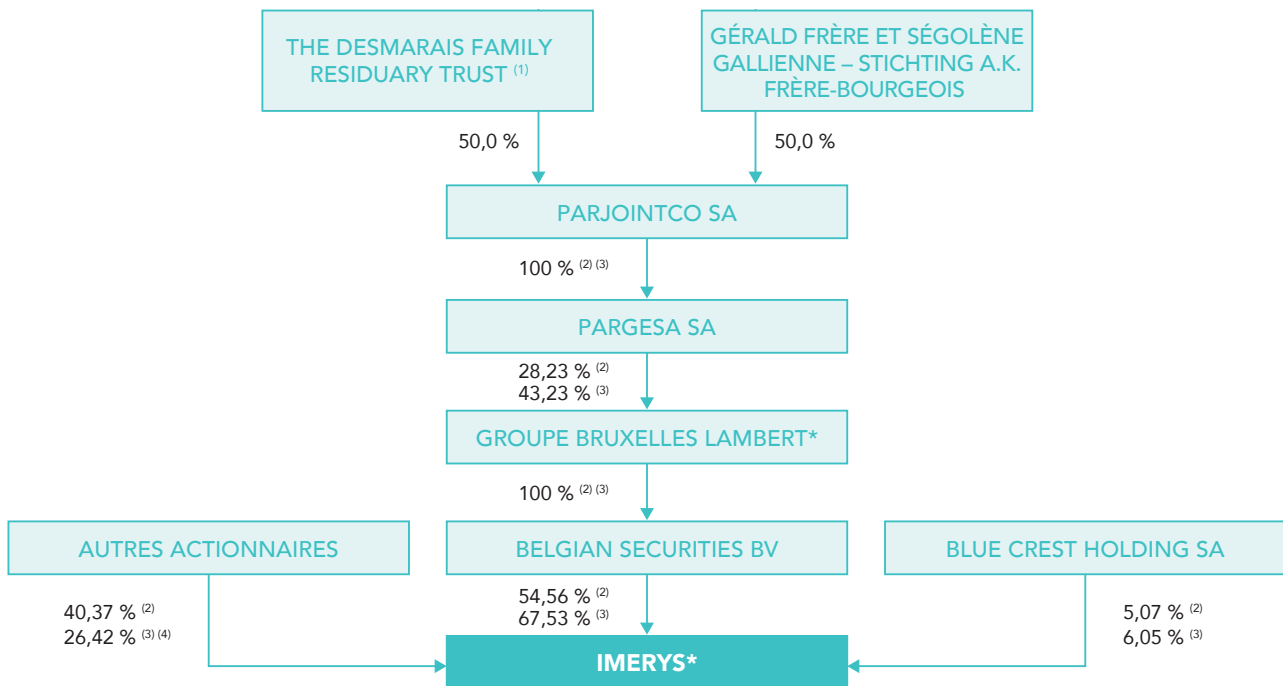 THE DESMARAIS FAMILY
RESIDUARY TRUST (1)
GÉRALD FRÈRE ET SÉGOLÈNE
GALLIENNE – STICHTING A.K.
FRÈRE-BOURGEOIS
50,0 %
50,0 %
PARJOINTCO SA
100 % (2) (3)
PARGESA SA
28,23 % (2)
43,23 % (3)
GROUPE BRUXELLES LAMBERT*
100 % (2) (3)
AUTRES ACTIONNAIRES
BELGIAN SECURITIES BV
BLUE CREST HOLDING SA
40,37 % (2)
26,42 % (3) (4)
54,56 % (2)
67,53 % (3)
5,07 % (2)
6,05 % (3)
IMERYS*